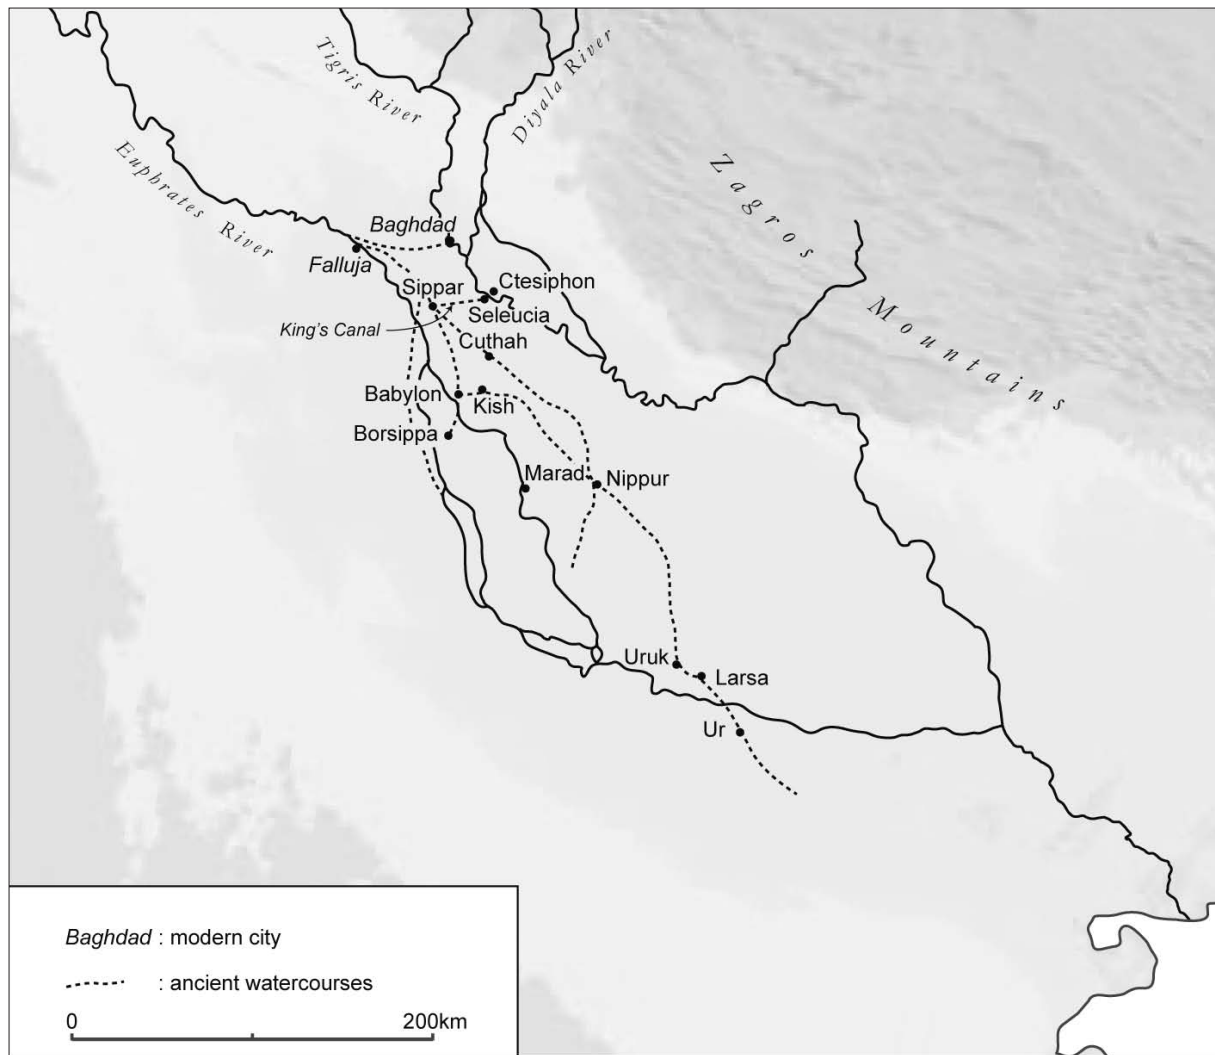 Tigris River
Diyala River
Euphrates River
Zagros
Mountains
Baghdad
Falluja
Sippar
Ctesiphon
Seleucia
King's Canal
Cuthah
Babylon
Kish
Borsippa
Marad
Nippur
Uruk
Larsa
Ur
Baghdad : modern city
: ancient watercourses
0 200km